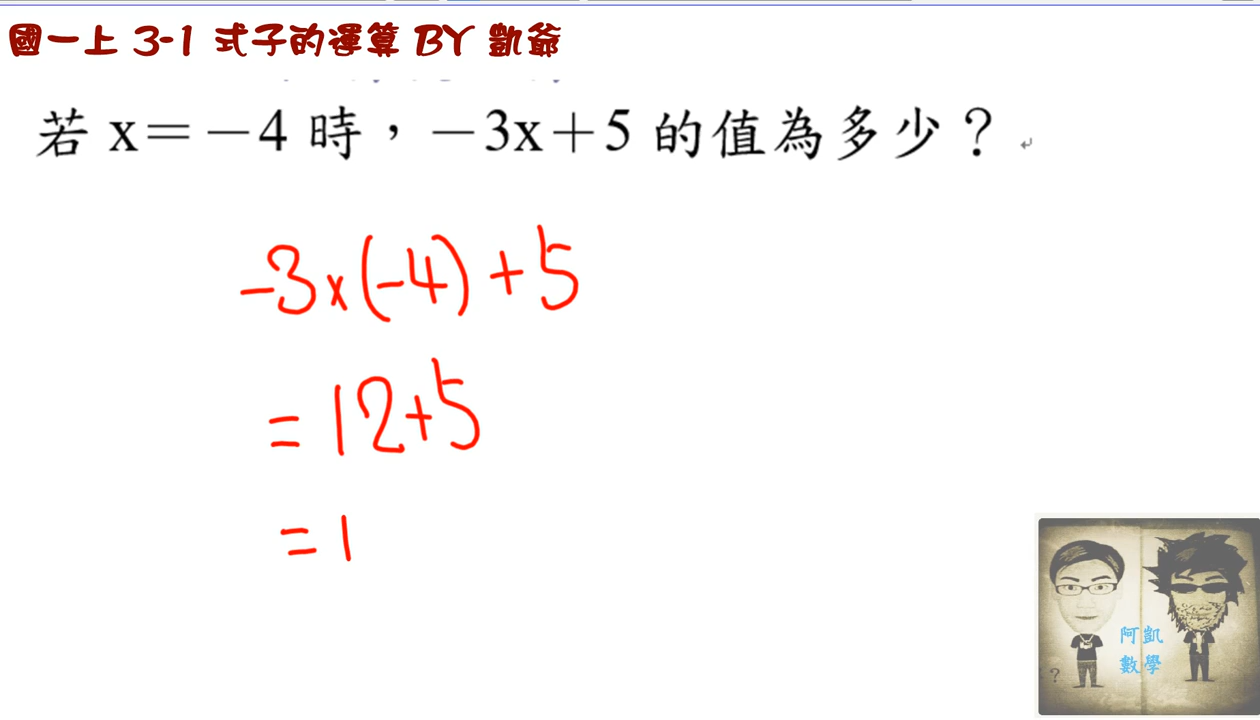 國一上 3-1 式子的運算 BY 凱爺
若 x＝－4 時，－3x＋5 的值為多少？
-3×(-4)+5
= 12+5
= 1
阿凱
數學
?